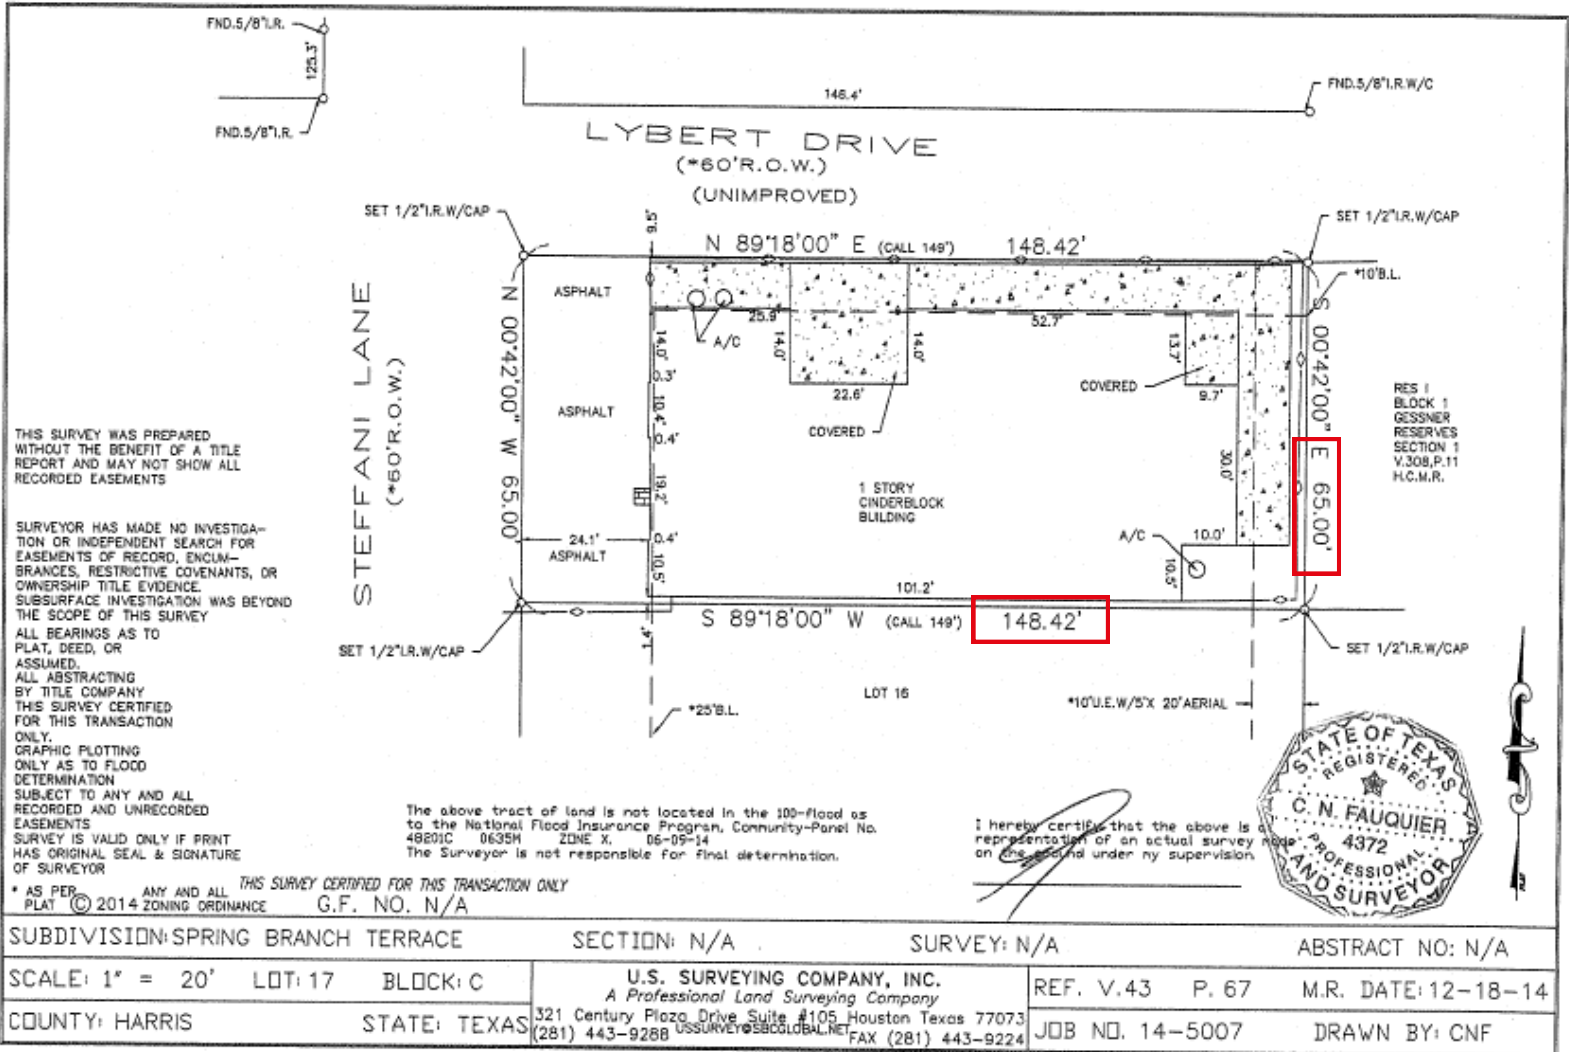 FND.5/8"I.R.
125.3'
FND.5/8"I.R.
146.4'
FND.5/8"I.R.W/C
LYBERT DRIVE
(*60'R.O.W.)
(UNIMPROVED)
SET 1/2"I.R.W/CAP
9.5'
N 89°18'00" E (CALL 149') 148.42'
SET 1/2"I.R.W/CAP
*10'B.L.
ASPHALT
A/C
25.9'
14.0'
14.0'
14.0'
22.6'
COVERED
52.7'
13.7'
COVERED
9.7'
STEFFANI LANE
(*60'R.O.W.)
N 00°42'00" W 65.00'
ASPHALT
0.3'
10.4'
0.4'
19.2'
0.4'
10.5'
24.1'
ASPHALT
1 STORY
CINDERBLOCK
BUILDING
30.0'
A/C
10.0'
10.5'
S 00°42'00" E 65.00'
RES I
BLOCK 1
GESSNER
RESERVES
SECTION 1
V.308,P.11
H.C.M.R.
101.2'
S 89°18'00" W (CALL 149') 148.42'
1.4'
SET 1/2"I.R.W/CAP
SET 1/2"I.R.W/CAP
LOT 16
*25'B.L.
*10'U.E.W/5'X 20'AERIAL
THIS SURVEY WAS PREPARED
WITHOUT THE BENEFIT OF A TITLE
REPORT AND MAY NOT SHOW ALL
RECORDED EASEMENTS
SURVEYOR HAS MADE NO INVESTIGA-
TION OR INDEPENDENT SEARCH FOR
EASEMENTS OF RECORD, ENCUM-
BRANCES, RESTRICTIVE COVENANTS, OR
OWNERSHIP TITLE EVIDENCE.
SUBSURFACE INVESTIGATION WAS BEYOND
THE SCOPE OF THIS SURVEY
ALL BEARINGS AS TO
PLAT, DEED, OR
ASSUMED.
ALL ABSTRACTING
BY TITLE COMPANY
THIS SURVEY CERTIFIED
FOR THIS TRANSACTION
ONLY.
GRAPHIC PLOTTING
ONLY AS TO FLOOD
DETERMINATION
SUBJECT TO ANY AND ALL
RECORDED AND UNRECORDED
EASEMENTS
SURVEY IS VALID ONLY IF PRINT
HAS ORIGINAL SEAL & SIGNATURE
OF SURVEYOR
* AS PER PLAT © 2014 ANY AND ALL ZONING ORDINANCE
THIS SURVEY CERTIFIED FOR THIS TRANSACTION ONLY
G.F. NO. N/A
The above tract of land is not located in the 100-flood as
to the National Flood Insurance Program, Community-Panel No.
48201C 0635M ZONE X. 06-09-14
The Surveyor is not responsible for final determination.
I hereby certify that the above is a
representation of an actual survey made
on the ground under my supervision
STATE OF TEXAS
REGISTERED
C. N. FAUQUIER
4372
PROFESSIONAL
LAND SURVEYOR
PLAT
SUBDIVISION: SPRING BRANCH TERRACE SECTION: N/A SURVEY: N/A ABSTRACT NO: N/A
SCALE: 1" = 20' LOT: 17 BLOCK: C
COUNTY: HARRIS STATE: TEXAS
U.S. SURVEYING COMPANY, INC.
A Professional Land Surveying Company
321 Century Plaza Drive Suite #105 Houston Texas 77073
(281) 443-9288 USSURVEY@SBCGLOBAL.NET FAX (281) 443-9224
REF. V.43 P. 67 M.R. DATE: 12-18-14
JOB NO. 14-5007 DRAWN BY: CNF